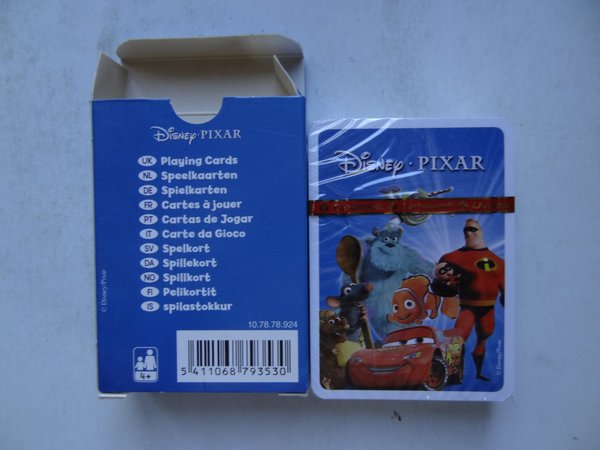 Disney·PIXAR
UK Playing Cards
NL Speelkaarten
DE Spielkarten
FR Cartes à jouer
PT Cartas de Jogar
IT Carte da Gioco
SV Spelkort
DA Spillekort
NO Spillkort
FI Pelikortit
IS spilastokkur
© Disney/Pixar
10.78.78.924
4+
5 411068 793530
Disney·PIXAR
© Disney/Pixar